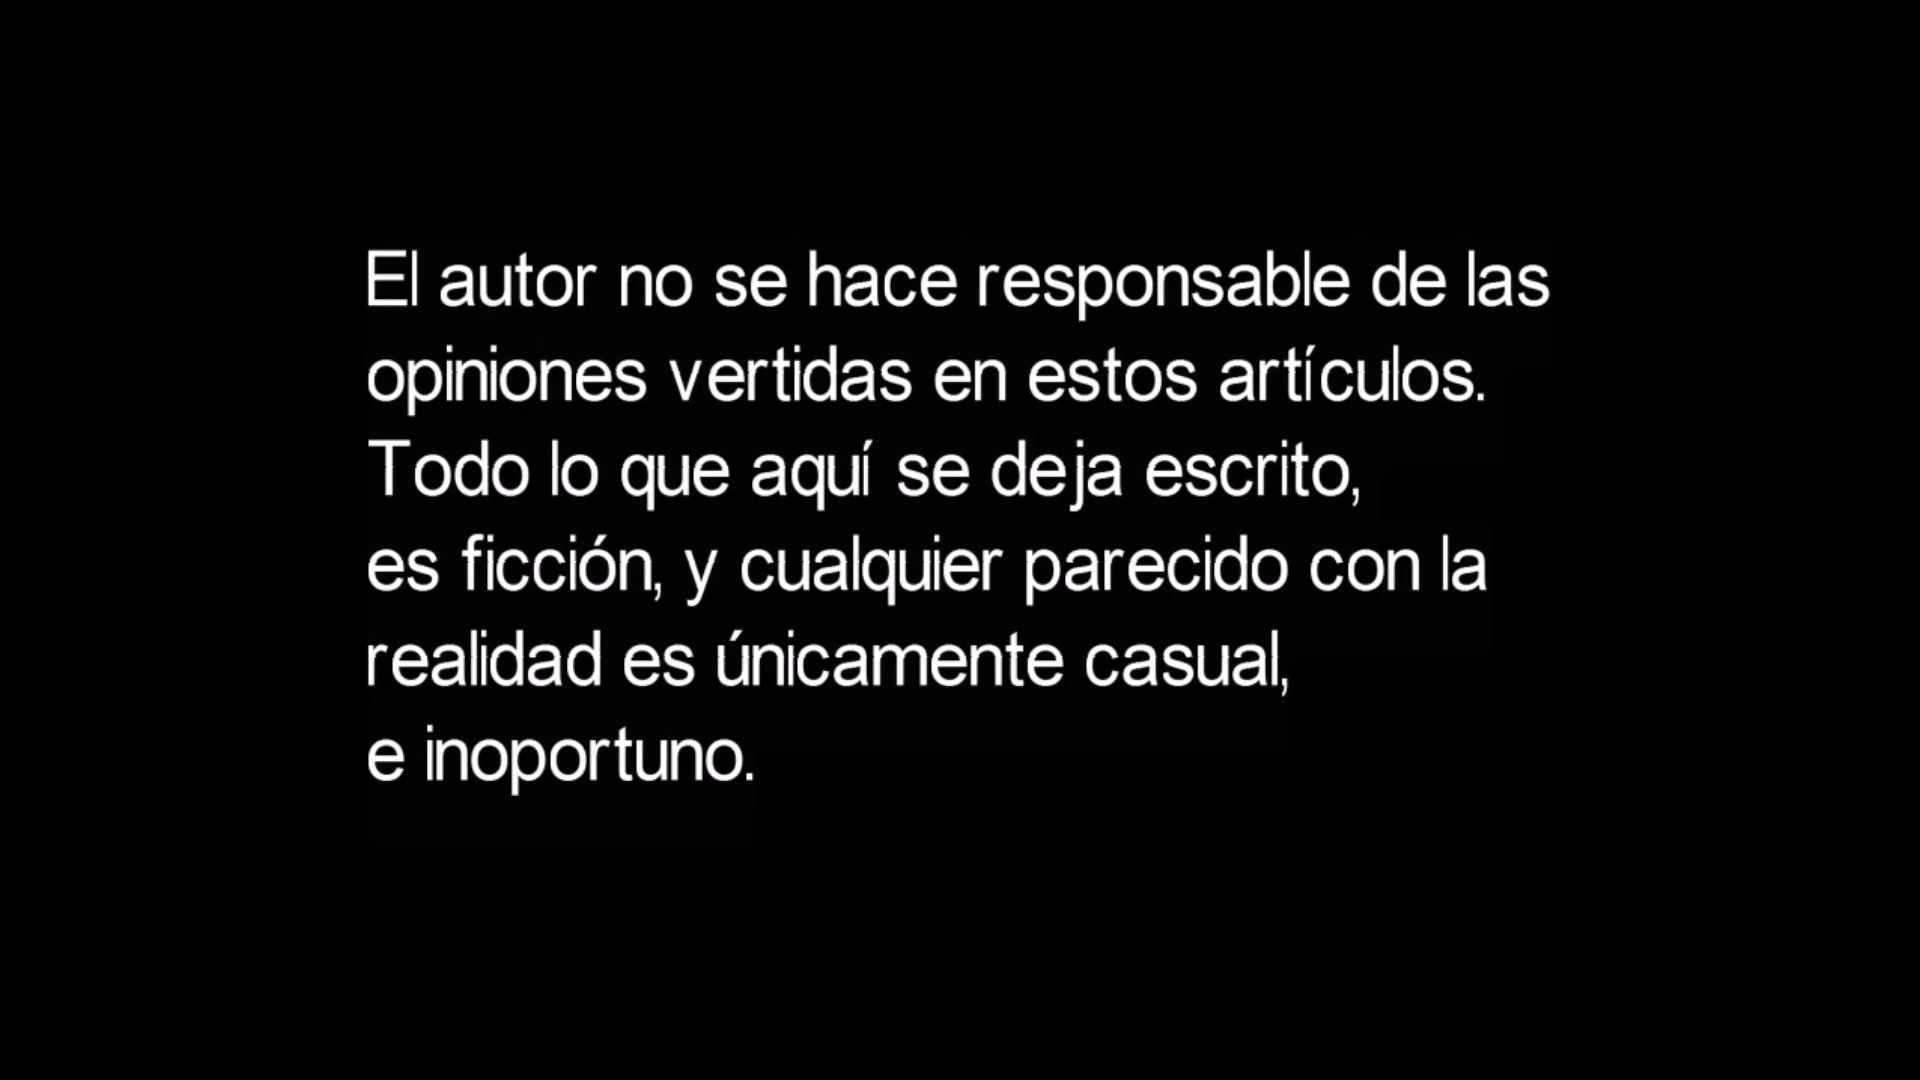 El autor no se hace responsable de las
opiniones vertidas en estos artículos.
Todo lo que aquí se deja escrito,
es ficción, y cualquier parecido con la
realidad es únicamente casual,
e inoportuno.